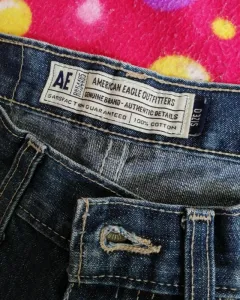 AE
AMERICAN EAGLE OUTFITTERS
GENUINE BRAND - AUTHENTIC DETAILS
SATISFACTION GUARANTEED | 100% COTTON